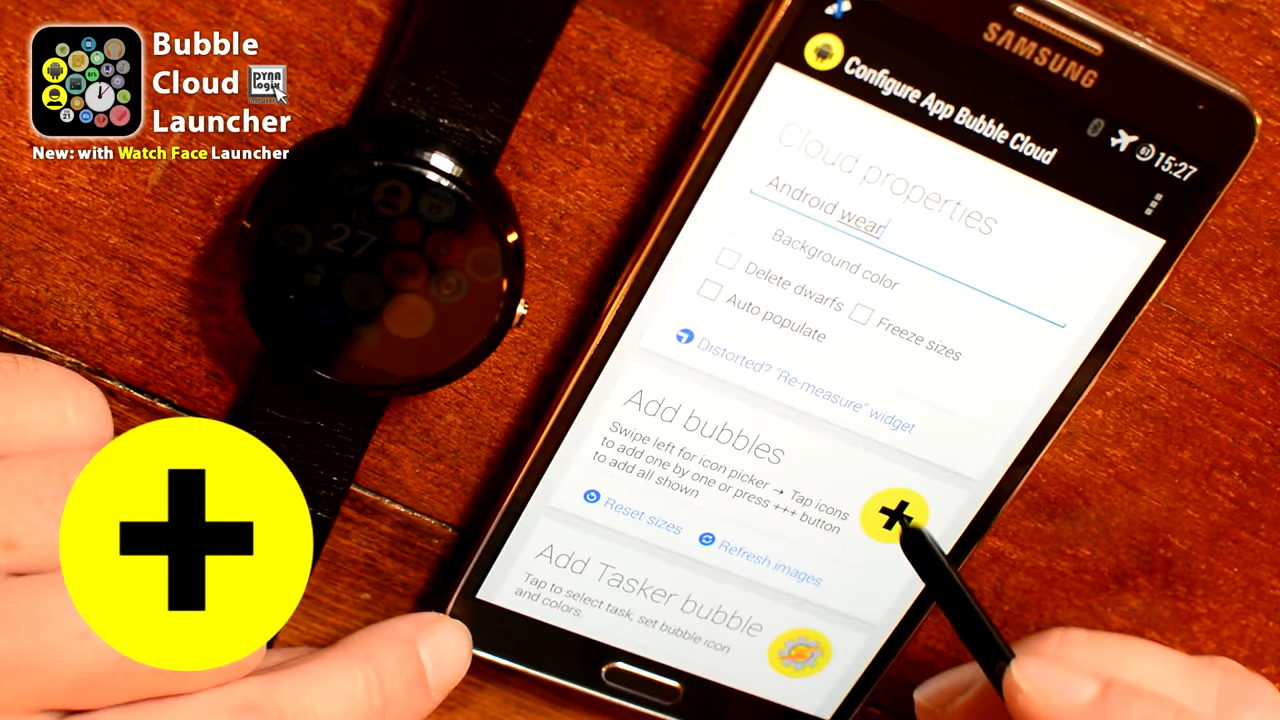 Bubble
Cloud
PYNA
Logix
Launcher
New: with Watch Face Launcher
27
SAMSUNG
15:27
Configure App Bubble Cloud
Cloud properties
Android wear
Background color
Delete dwarfs
Freeze sizes
Auto populate
Distorted? "Re-measure" widget
Add bubbles
Swipe left for icon picker → Tap icons
to add one by one or press +++ button
to add all shown
Reset sizes
Refresh images
Add Tasker bubble
Tap to select task, set bubble icon
and colors.